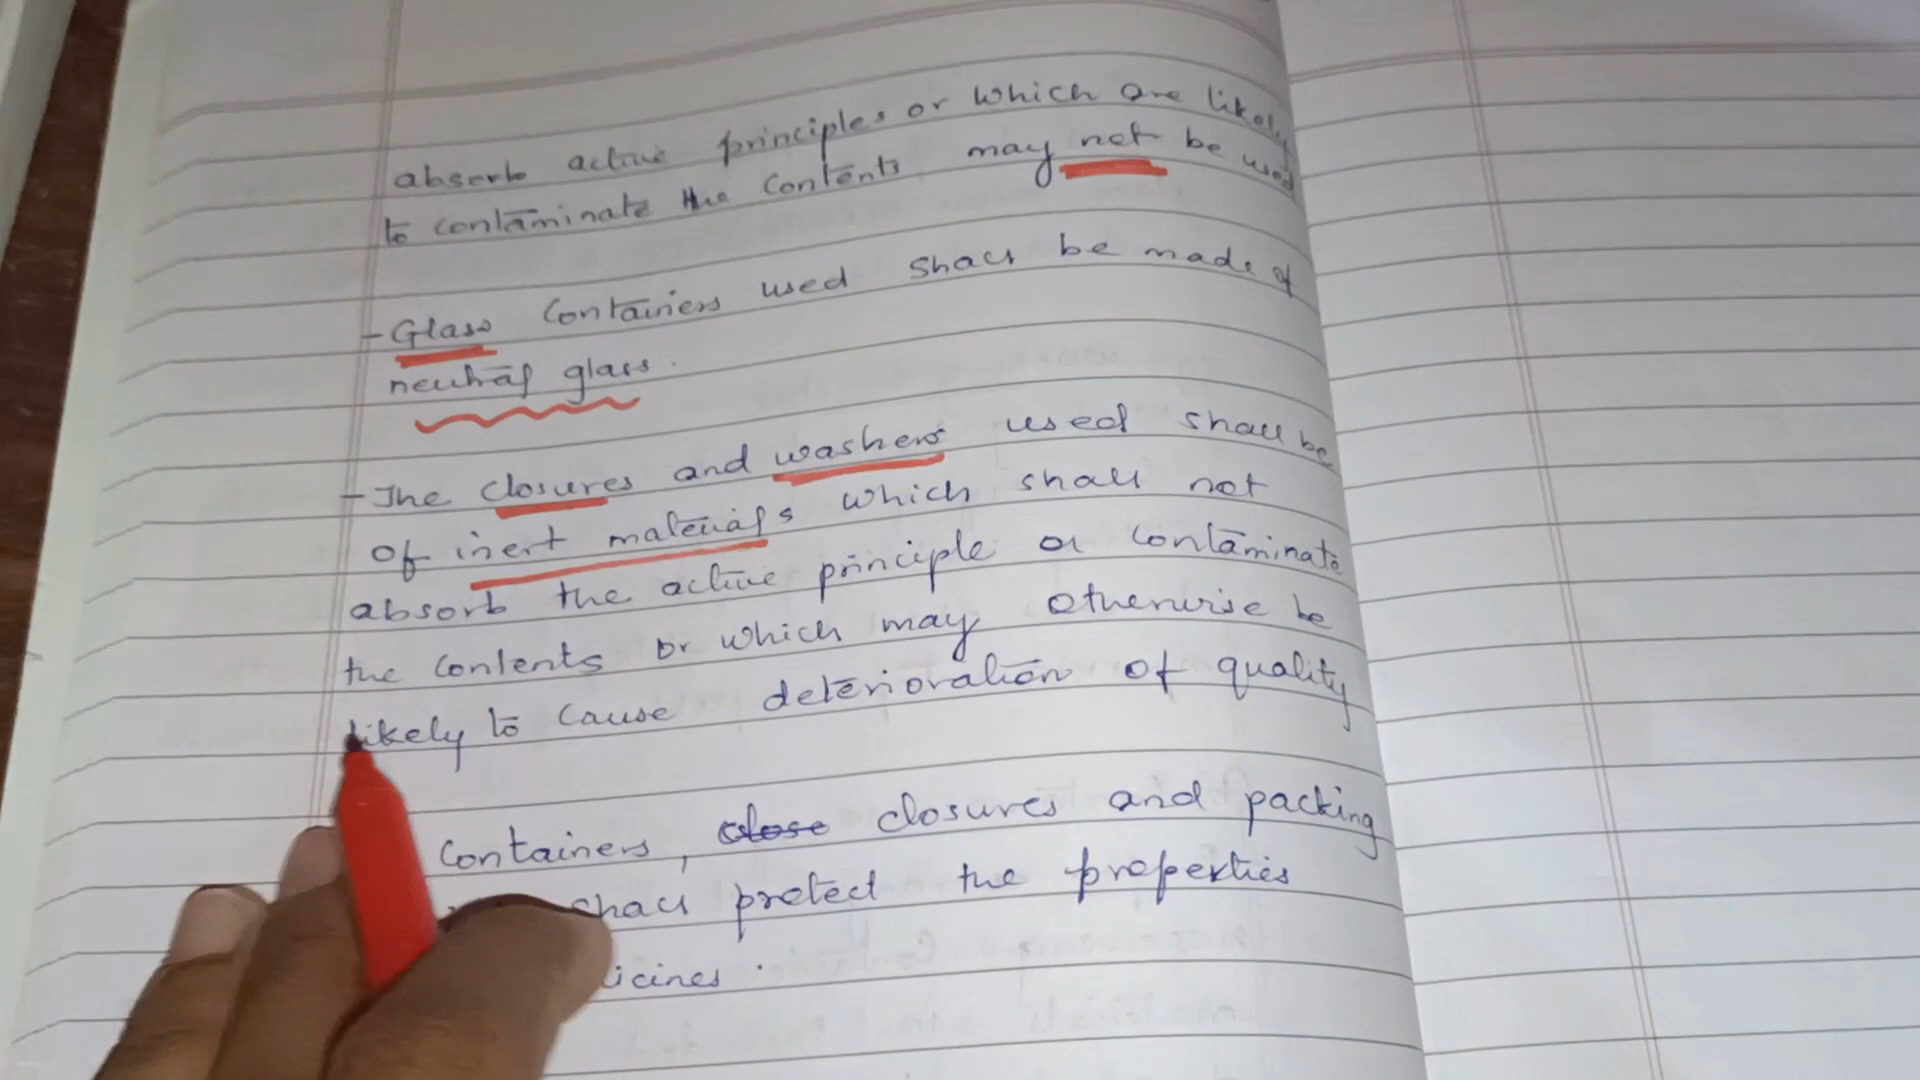 absorb active principles or which are likely
to contaminate the contents may not be used
- Glass Containers used shall be made of
neutral glass.
- The closures and washers used shall be
of inert materials which shall not
absorb the active principle or contaminate
the contents or which may otherwise be
likely to cause deterioration of quality
containers, close closures and packing
shall protect the properties
icines.